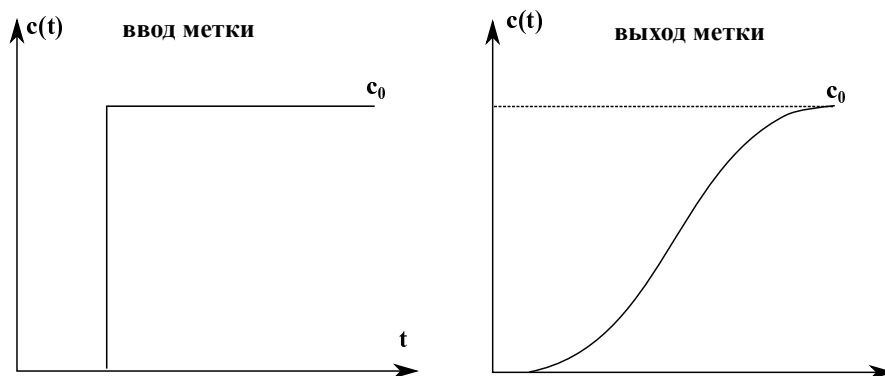 c(t)
ввод метки
c₀
t
c(t)
выход метки
c₀